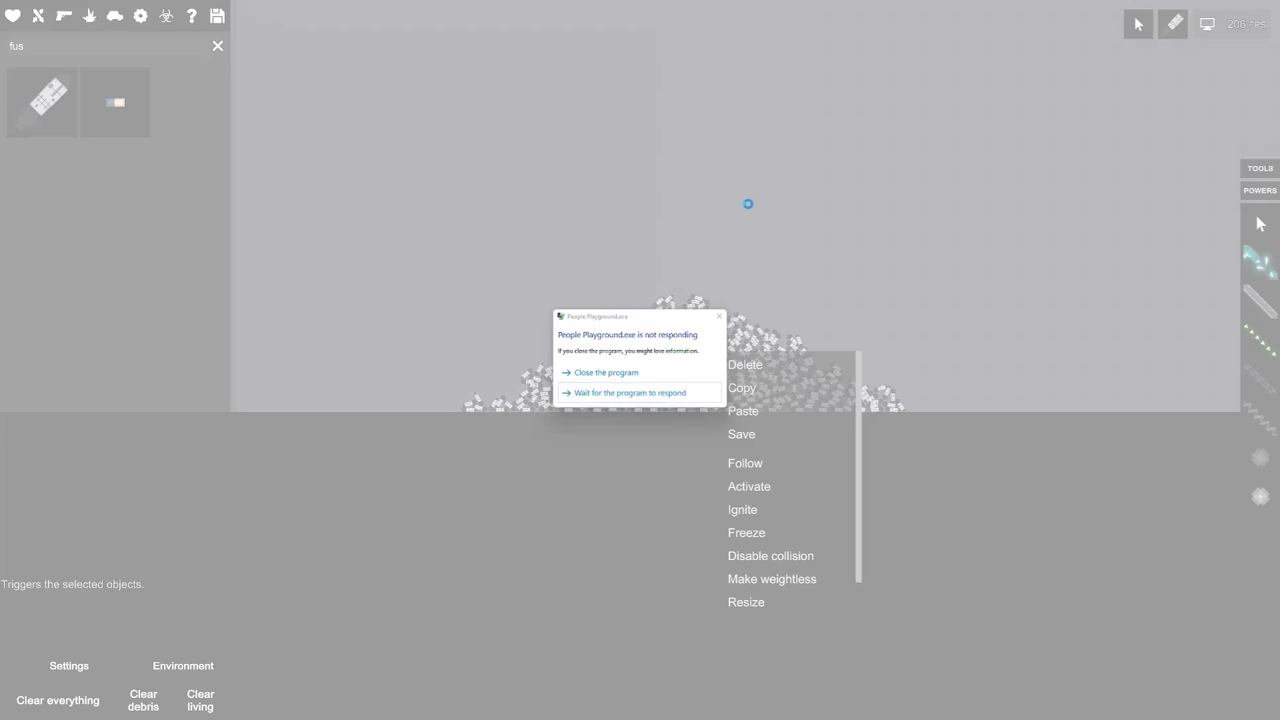 fus
206 FPS
TOOLS
POWERS
People Playground.exe
People Playground.exe is not responding
If you close the program, you might lose information.
Close the program
Wait for the program to respond
Delete
Copy
Paste
Save
Follow
Activate
Ignite
Freeze
Disable collision
Make weightless
Resize
Triggers the selected objects.
Settings
Environment
Clear everything
Clear
debris
Clear
living